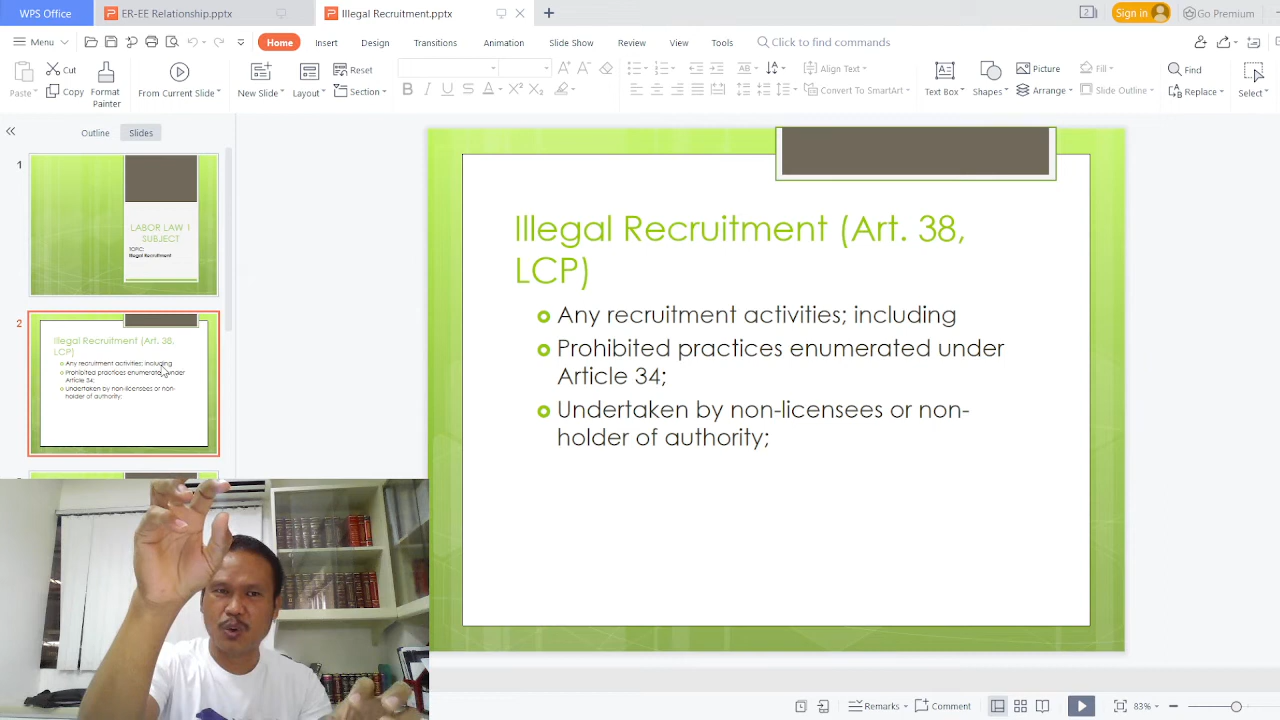 WPS Office
ER-EE Relationship.pptx
Illegal Recruitment.pptx
Sign in
Go Premium
Menu
Home
Insert
Design
Transitions
Animation
Slide Show
Review
View
Tools
Click to find commands
Cut
Copy
Format
Painter
From Current Slide
New Slide
Layout
Reset
Section
Align Text
Convert To SmartArt
Text Box
Shapes
Picture
Arrange
Fill
Slide Outline
Find
Replace
Select
Outline
Slides
1
LABOR LAW 1
SUBJECT
TOPIC:
Illegal Recruitment
2
Illegal Recruitment (Art. 38,
LCP)
Any recruitment activities; including
Prohibited practices enumerated under
Article 34;
Undertaken by non-licensees or non-
holder of authority;
Illegal Recruitment (Art. 38,
LCP)
Any recruitment activities; including
Prohibited practices enumerated under
Article 34;
Undertaken by non-licensees or non-
holder of authority;
Remarks
Comment
83%